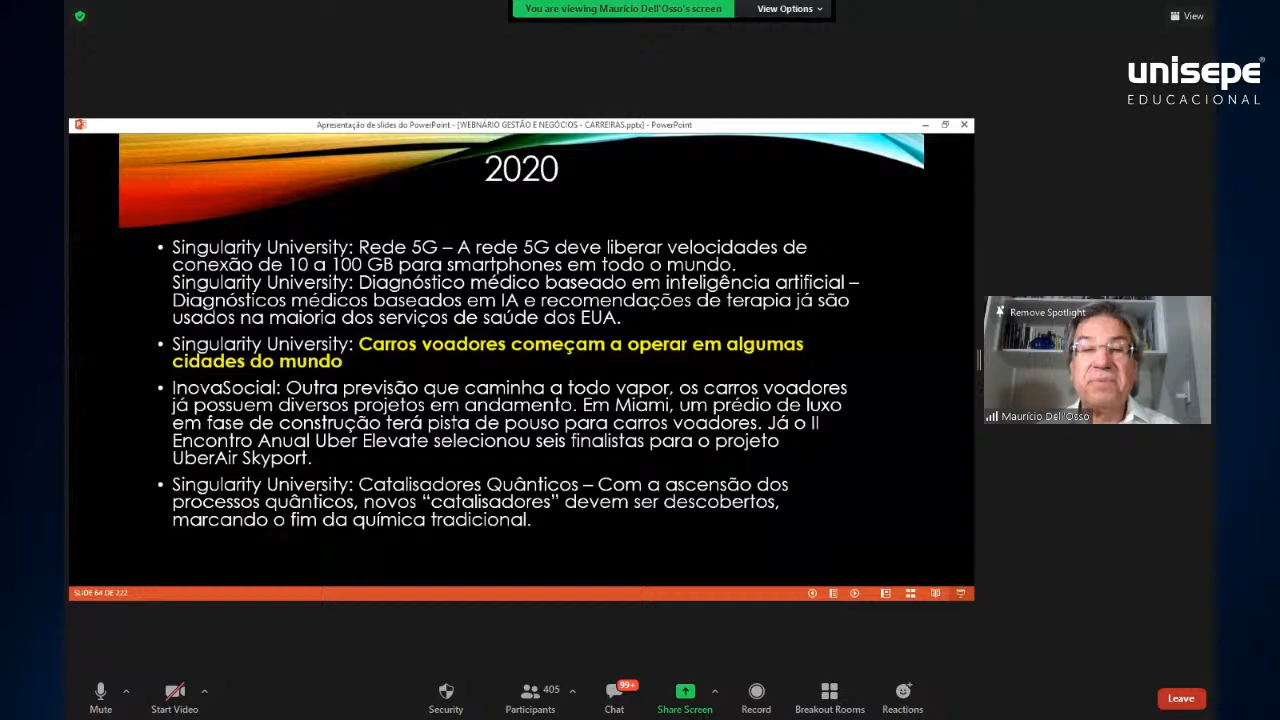 You are viewing Maurício Dell'Osso's screen
View Options
View
unisepe
EDUCACIONAL
Apresentação de slides do PowerPoint - [WEBNÁRIO GESTÃO E NEGÓCIOS - CARREIRAS.pptx] - PowerPoint
2020
• Singularity University: Rede 5G – A rede 5G deve liberar velocidades de
conexão de 10 a 100 GB para smartphones em todo o mundo.
Singularity University: Diagnóstico médico baseado em inteligência artificial –
Diagnósticos médicos baseados em IA e recomendações de terapia já são
usados na maioria dos serviços de saúde dos EUA.
• Singularity University: Carros voadores começam a operar em algumas
cidades do mundo
• InovaSocial: Outra previsão que caminha a todo vapor, os carros voadores
já possuem diversos projetos em andamento. Em Miami, um prédio de luxo
em fase de construção terá pista de pouso para carros voadores. Já o II
Encontro Anual Uber Elevate selecionou seis finalistas para o projeto
UberAir Skyport.
• Singularity University: Catalisadores Quânticos – Com a ascensão dos
processos quânticos, novos “catalisadores” devem ser descobertos,
marcando o fim da química tradicional.
SLIDE 64 DE 222
Remove Spotlight
Maurício Dell'Osso
Mute
Start Video
Security
405
Participants
99+
Chat
Share Screen
Record
Breakout Rooms
Reactions
Leave